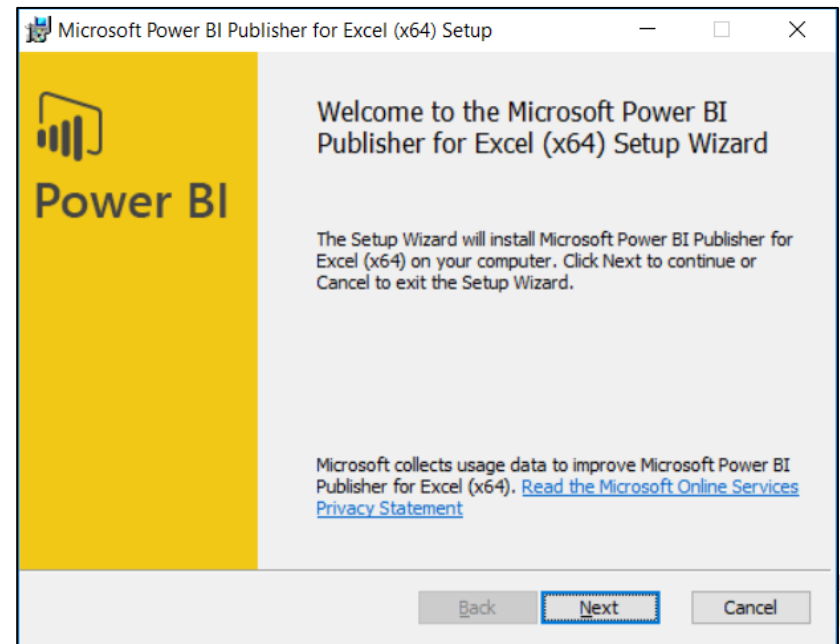 Microsoft Power BI Publisher for Excel (x64) Setup
Power BI
Welcome to the Microsoft Power BI
Publisher for Excel (x64) Setup Wizard
The Setup Wizard will install Microsoft Power BI Publisher for
Excel (x64) on your computer. Click Next to continue or
Cancel to exit the Setup Wizard.
Microsoft collects usage data to improve Microsoft Power BI
Publisher for Excel (x64). Read the Microsoft Online Services
Privacy Statement
Back Next Cancel